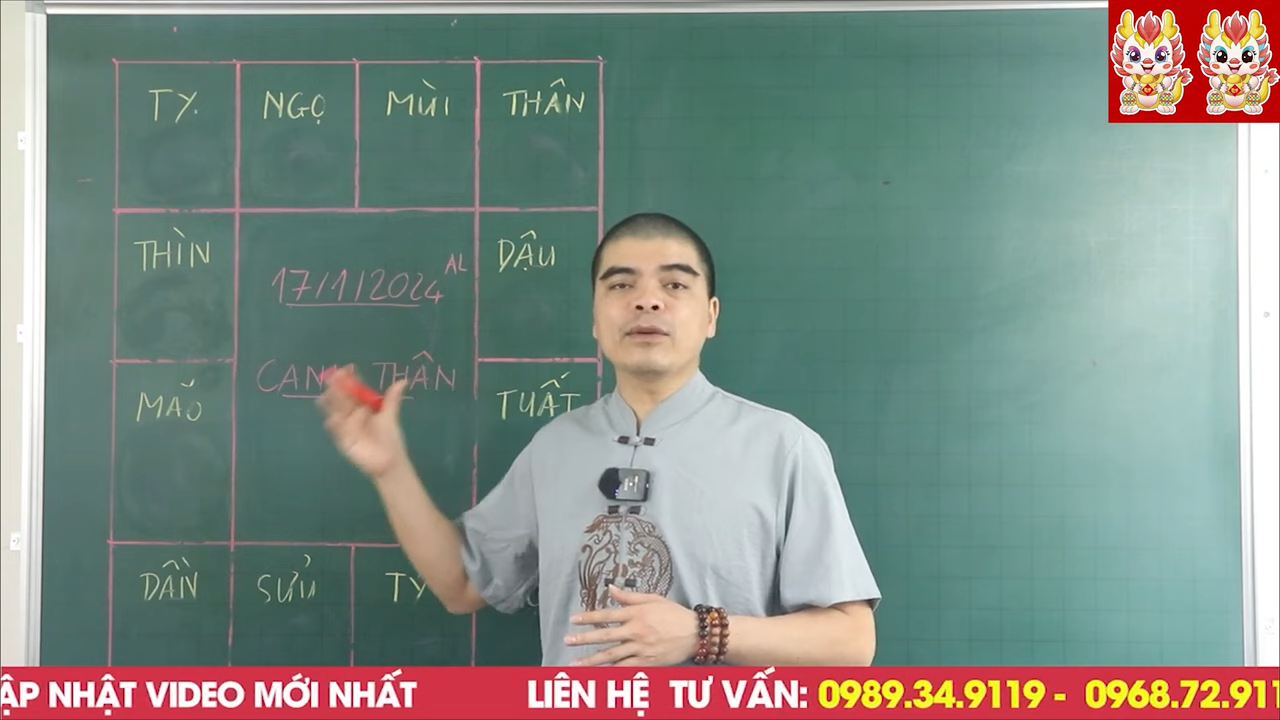 TỴ NGỌ MÙI THÂN
THÌN DẬU
17/1/2024 AL
CANH THÂN
MÃO TUẤT
DẦN SỬU TÝ
ẬP NHẬT VIDEO MỚI NHẤT LIÊN HỆ TƯ VẤN: 0989.34.9119 - 0968.72.911